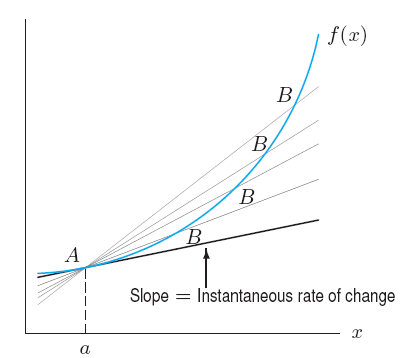 f(x)
B
B
B
B
A
Slope = Instantaneous rate of change
x
a